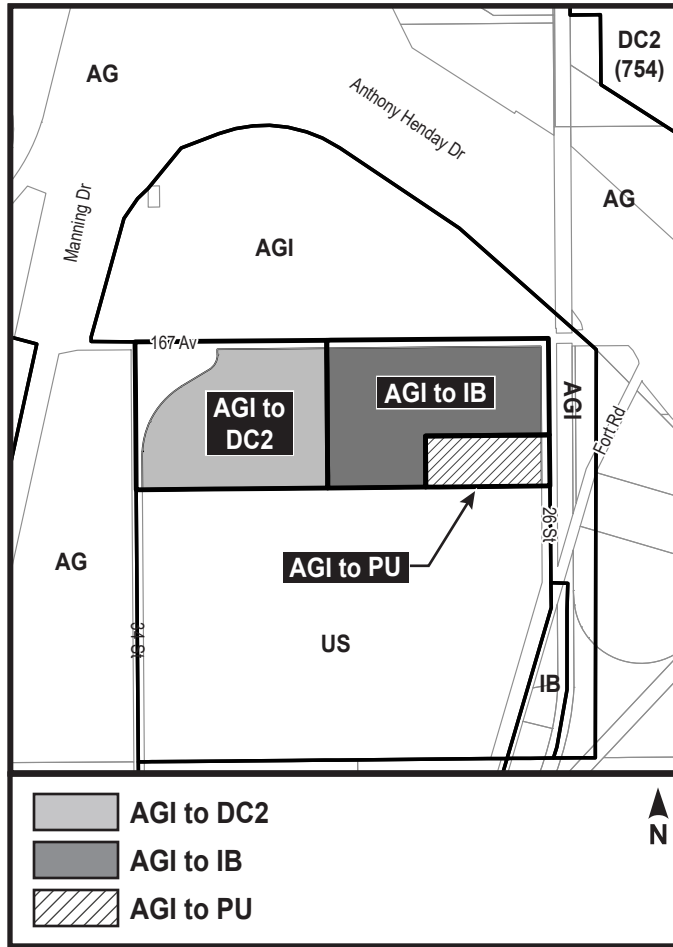 DC2
(754)
AG
Anthony Henday Dr
AG
Manning Dr
AGI
167 Av
AGI to IB
AGI to
DC2
AGI
Fort Rd
26 St
AG
AGI to PU
34 St
US
IB
AGI to DC2
AGI to IB
AGI to PU
N